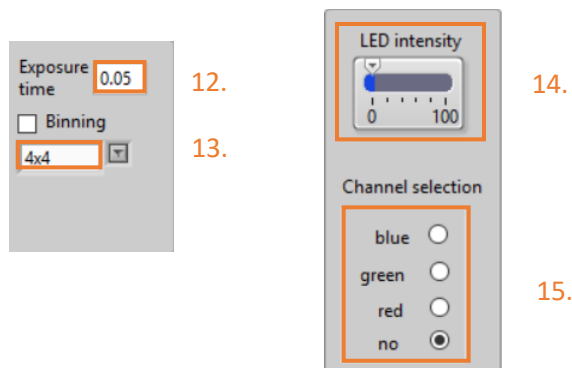 Exposure
time
0.05
12.
Binning
4x4
13.
LED intensity
0 100
14.
Channel selection
blue
green
red
no
15.